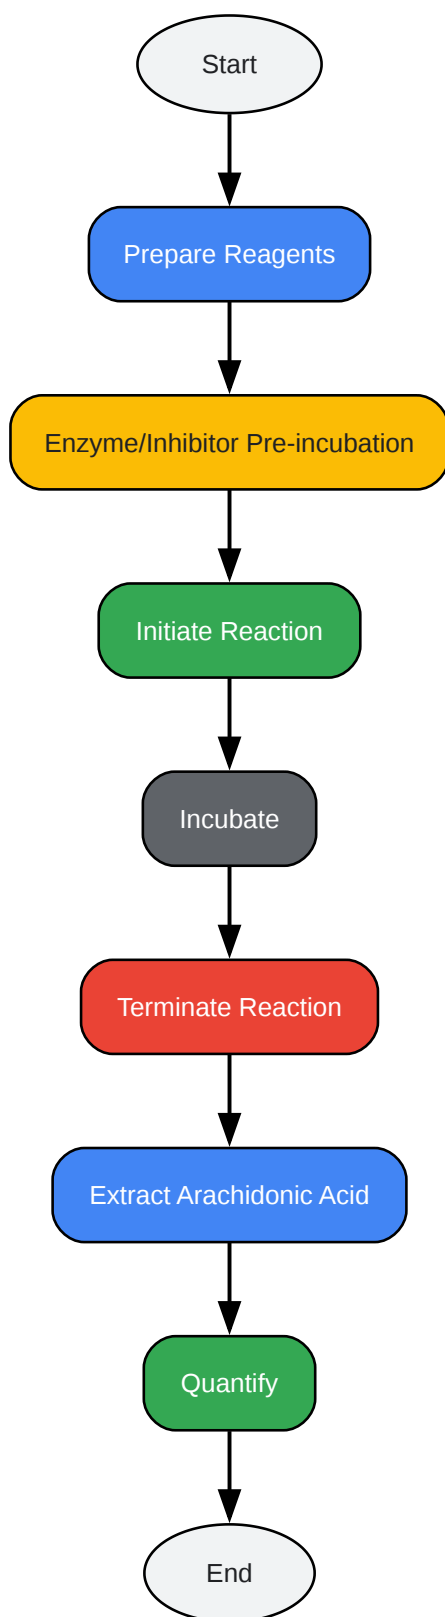 Start
Prepare Reagents
Enzyme/Inhibitor Pre-incubation
Initiate Reaction
Incubate
Terminate Reaction
Extract Arachidonic Acid
Quantify
End